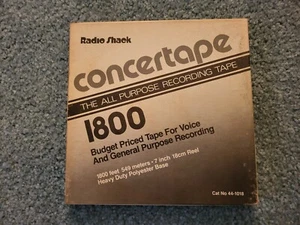 Radio Shack
concertape
THE ALL PURPOSE RECORDING TAPE
1800
Budget Priced Tape For Voice
And General Purpose Recording
1800 feet 549 meters • 7 inch 18cm Reel
Heavy Duty Polyester Base
Cat No 44-1018